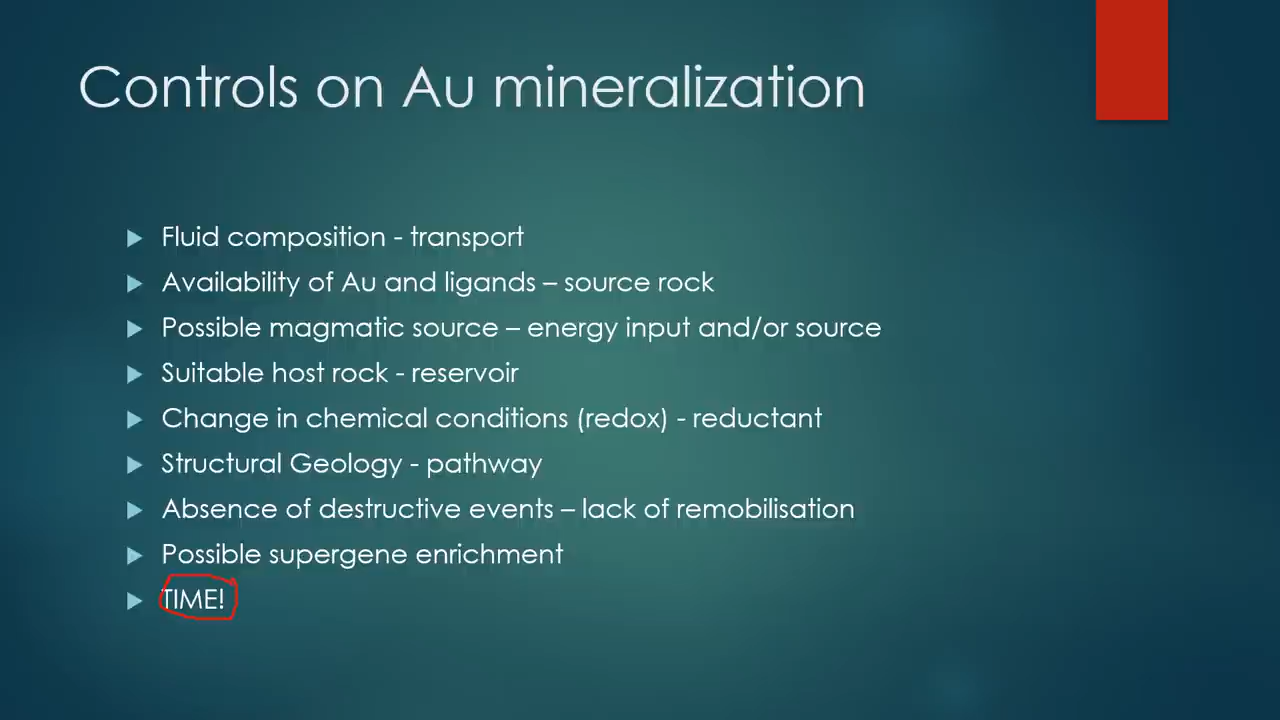 Controls on Au mineralization
Fluid composition - transport
Availability of Au and ligands – source rock
Possible magmatic source – energy input and/or source
Suitable host rock - reservoir
Change in chemical conditions (redox) - reductant
Structural Geology - pathway
Absence of destructive events – lack of remobilisation
Possible supergene enrichment
TIME!